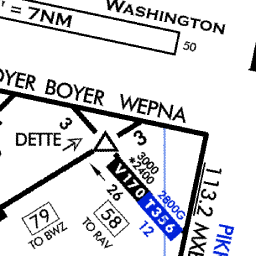 WASHINGTON
= 7NM
50
OYER BOYER WEPNA
3
3
DETTE
3000
*2400
V170 T356
2800G
113.2 MXE
26
12
79
TO BWZ
58
TO RAV